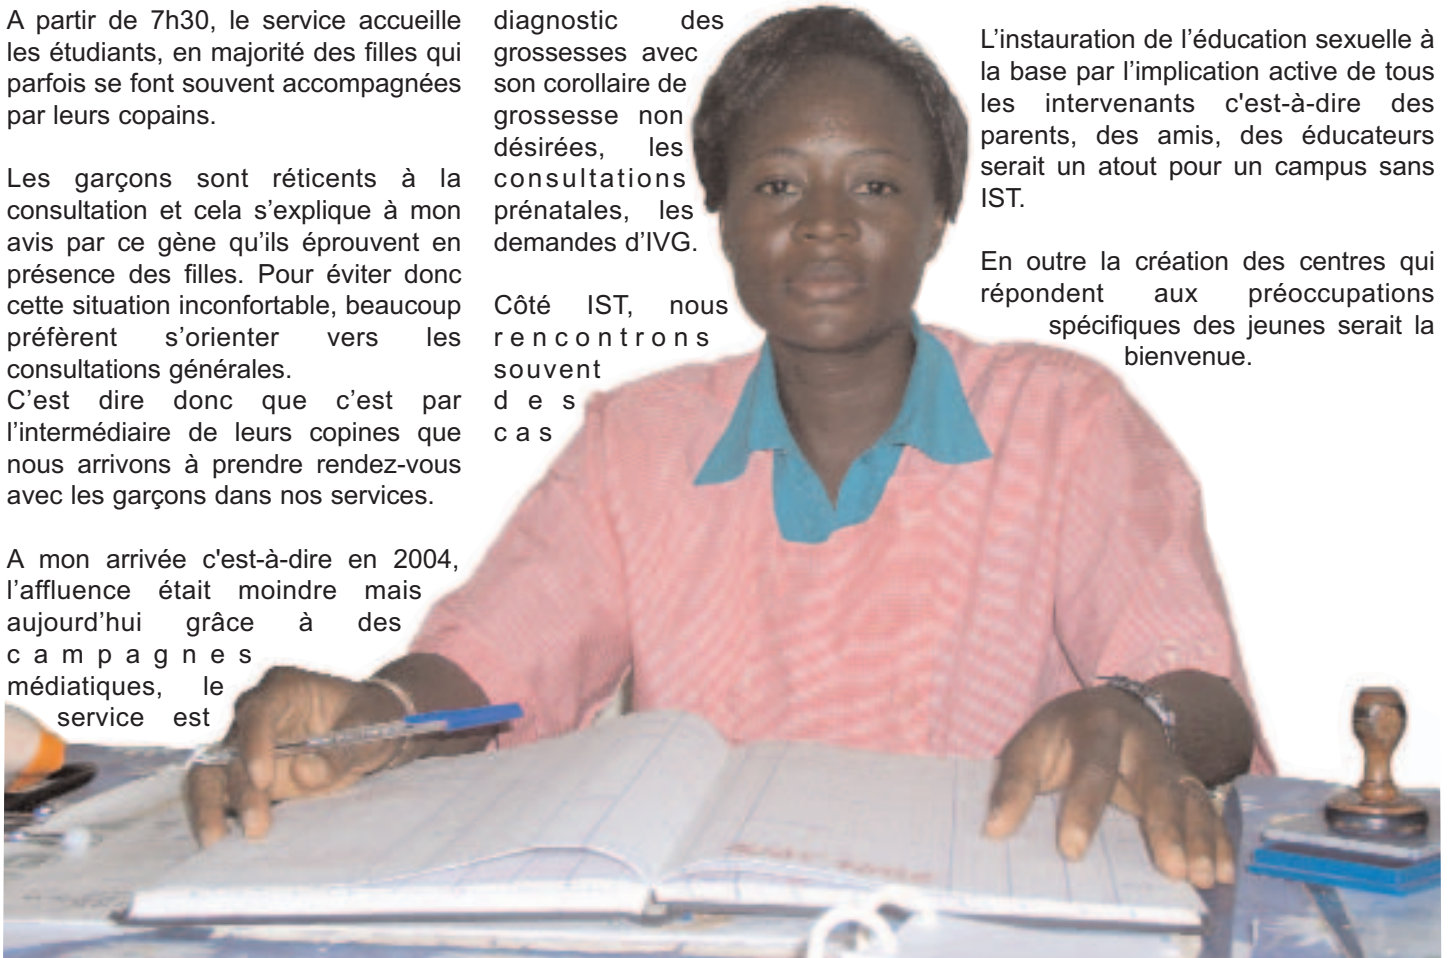 A partir de 7h30, le service accueille
les étudiants, en majorité des filles qui
parfois se font souvent accompagnées
par leurs copains.
Les garçons sont réticents à la
consultation et cela s’explique à mon
avis par ce gène qu’ils éprouvent en
présence des filles. Pour éviter donc
cette situation inconfortable, beaucoup
préfèrent s’orienter vers les
consultations générales.
C’est dire donc que c’est par
l’intermédiaire de leurs copines que
nous arrivons à prendre rendez-vous
avec les garçons dans nos services.
A mon arrivée c'est-à-dire en 2004,
l’affluence était moindre mais
aujourd’hui grâce à des
campagnes
médiatiques, le
service est
diagnostic des
grossesses avec
son corollaire de
grossesse non
désirées, les
consultations
prénatales, les
demandes d’IVG.
Côté IST, nous
rencontrons
souvent
des
cas
L’instauration de l’éducation sexuelle à
la base par l’implication active de tous
les intervenants c'est-à-dire des
parents, des amis, des éducateurs
serait un atout pour un campus sans
IST.
En outre la création des centres qui
répondent aux préoccupations
spécifiques des jeunes serait la
bienvenue.